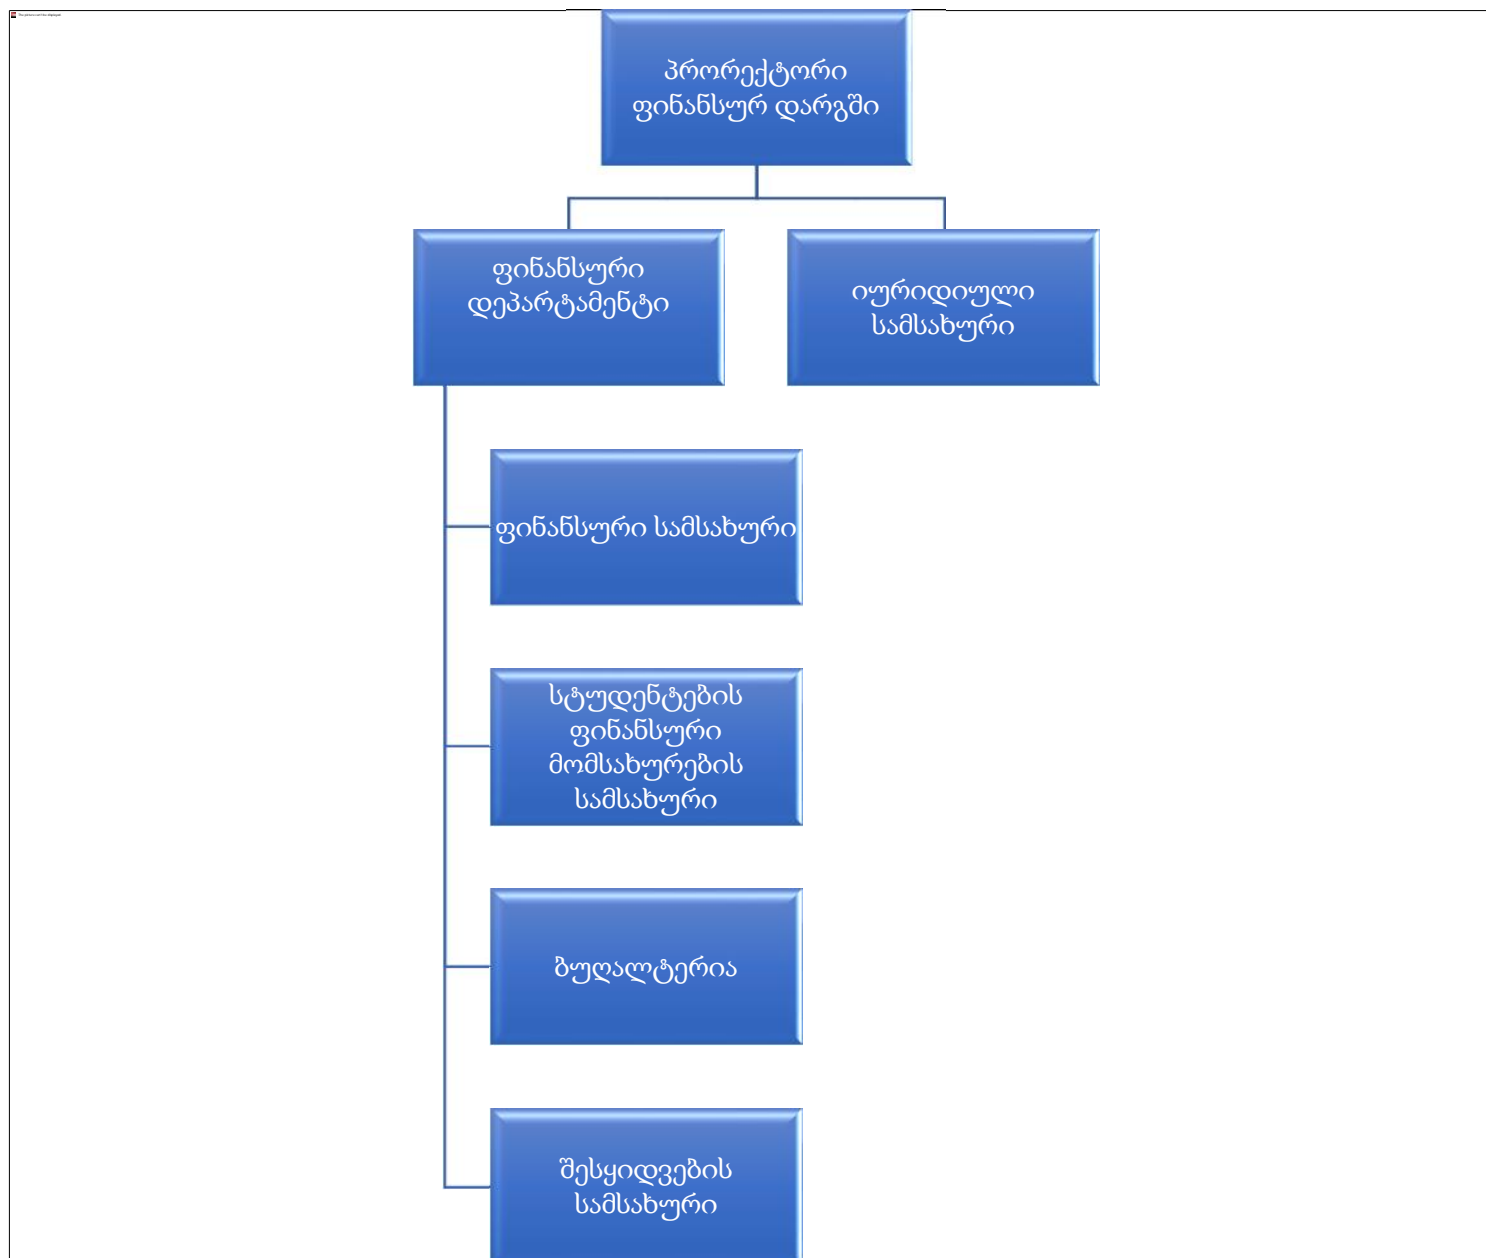 პრორექტორი
ფინანსურ დარგში
ფინანსური
დეპარტამენტი
იურიდიული
სამსახური
ფინანსური სამსახური
სტუდენტების
ფინანსური
მომსახურების
სამსახური
ბუღალტერია
შესყიდვების
სამსახური